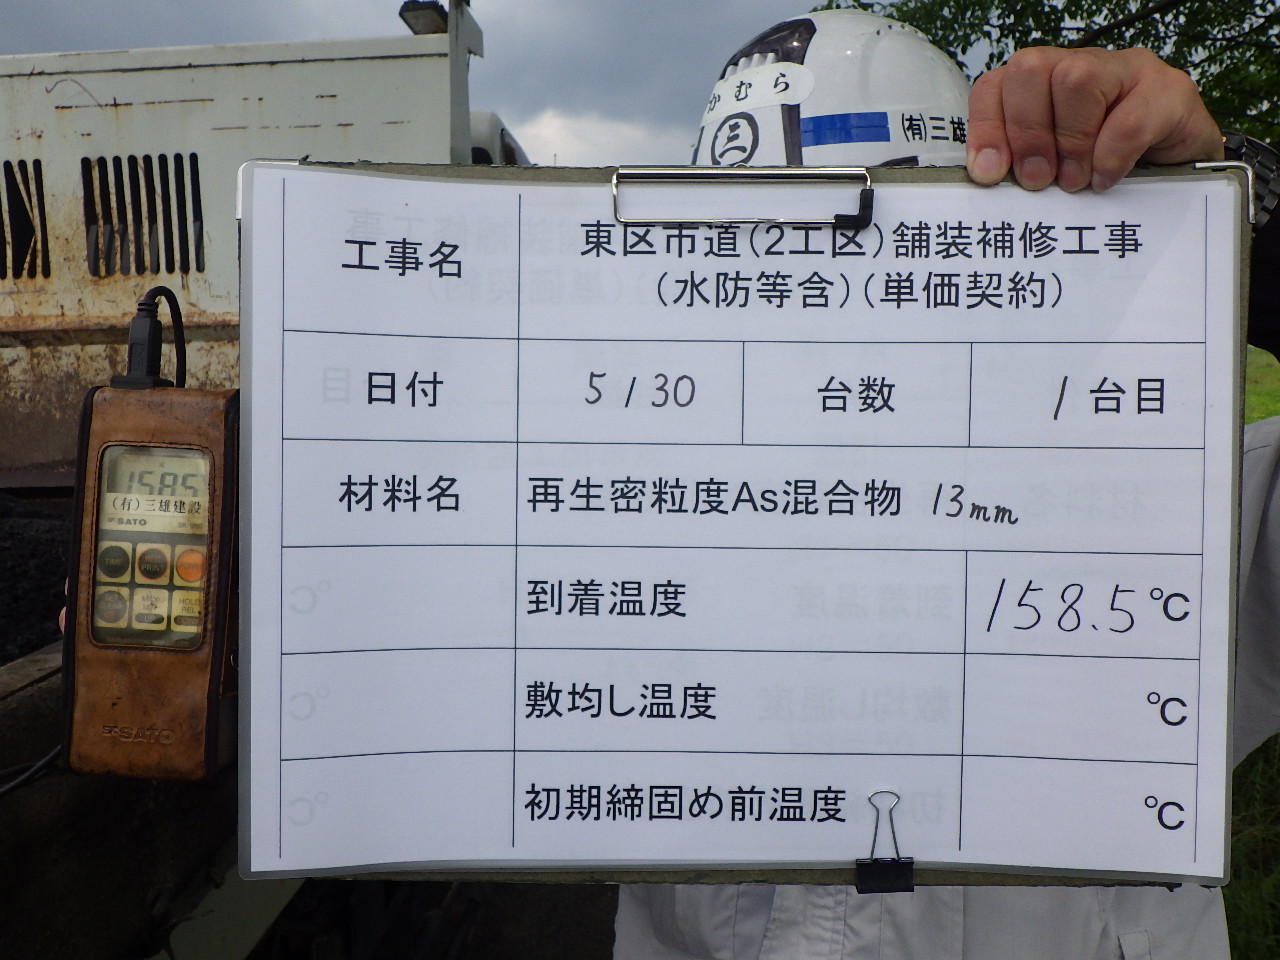 かむら
三
(有)三雄
工事名
東区市道(2工区)舗装補修工事
(水防等含)(単価契約)
日付
5/30
台数
1台目
材料名
再生密粒度As混合物 13mm
到着温度
158.5℃
敷均し温度
℃
初期締固め前温度
℃
158.5
(有)三雄建設
SATO
SATO